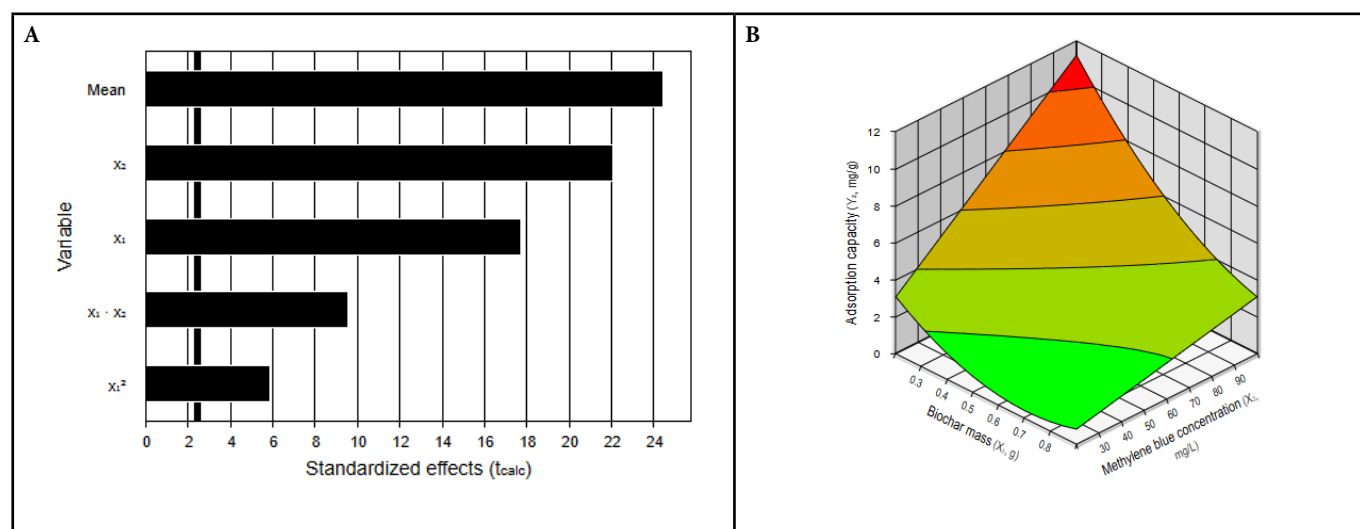 A
Mean
X₂
X₁
X₁ · X₂
X₁²
Variable
0 2 4 6 8 10 12 14 16 18 20 22 24
Standardized effects (tcalc)
B
12
10
8
6
4
2
0
Adsorption capacity (Y₂, mg/g)
0.3 0.4 0.5 0.6 0.7 0.8
Biochar mass (X₁, g)
30 40 50 60 70 80 90
Methylene blue concentration (X₂,
mg/L)